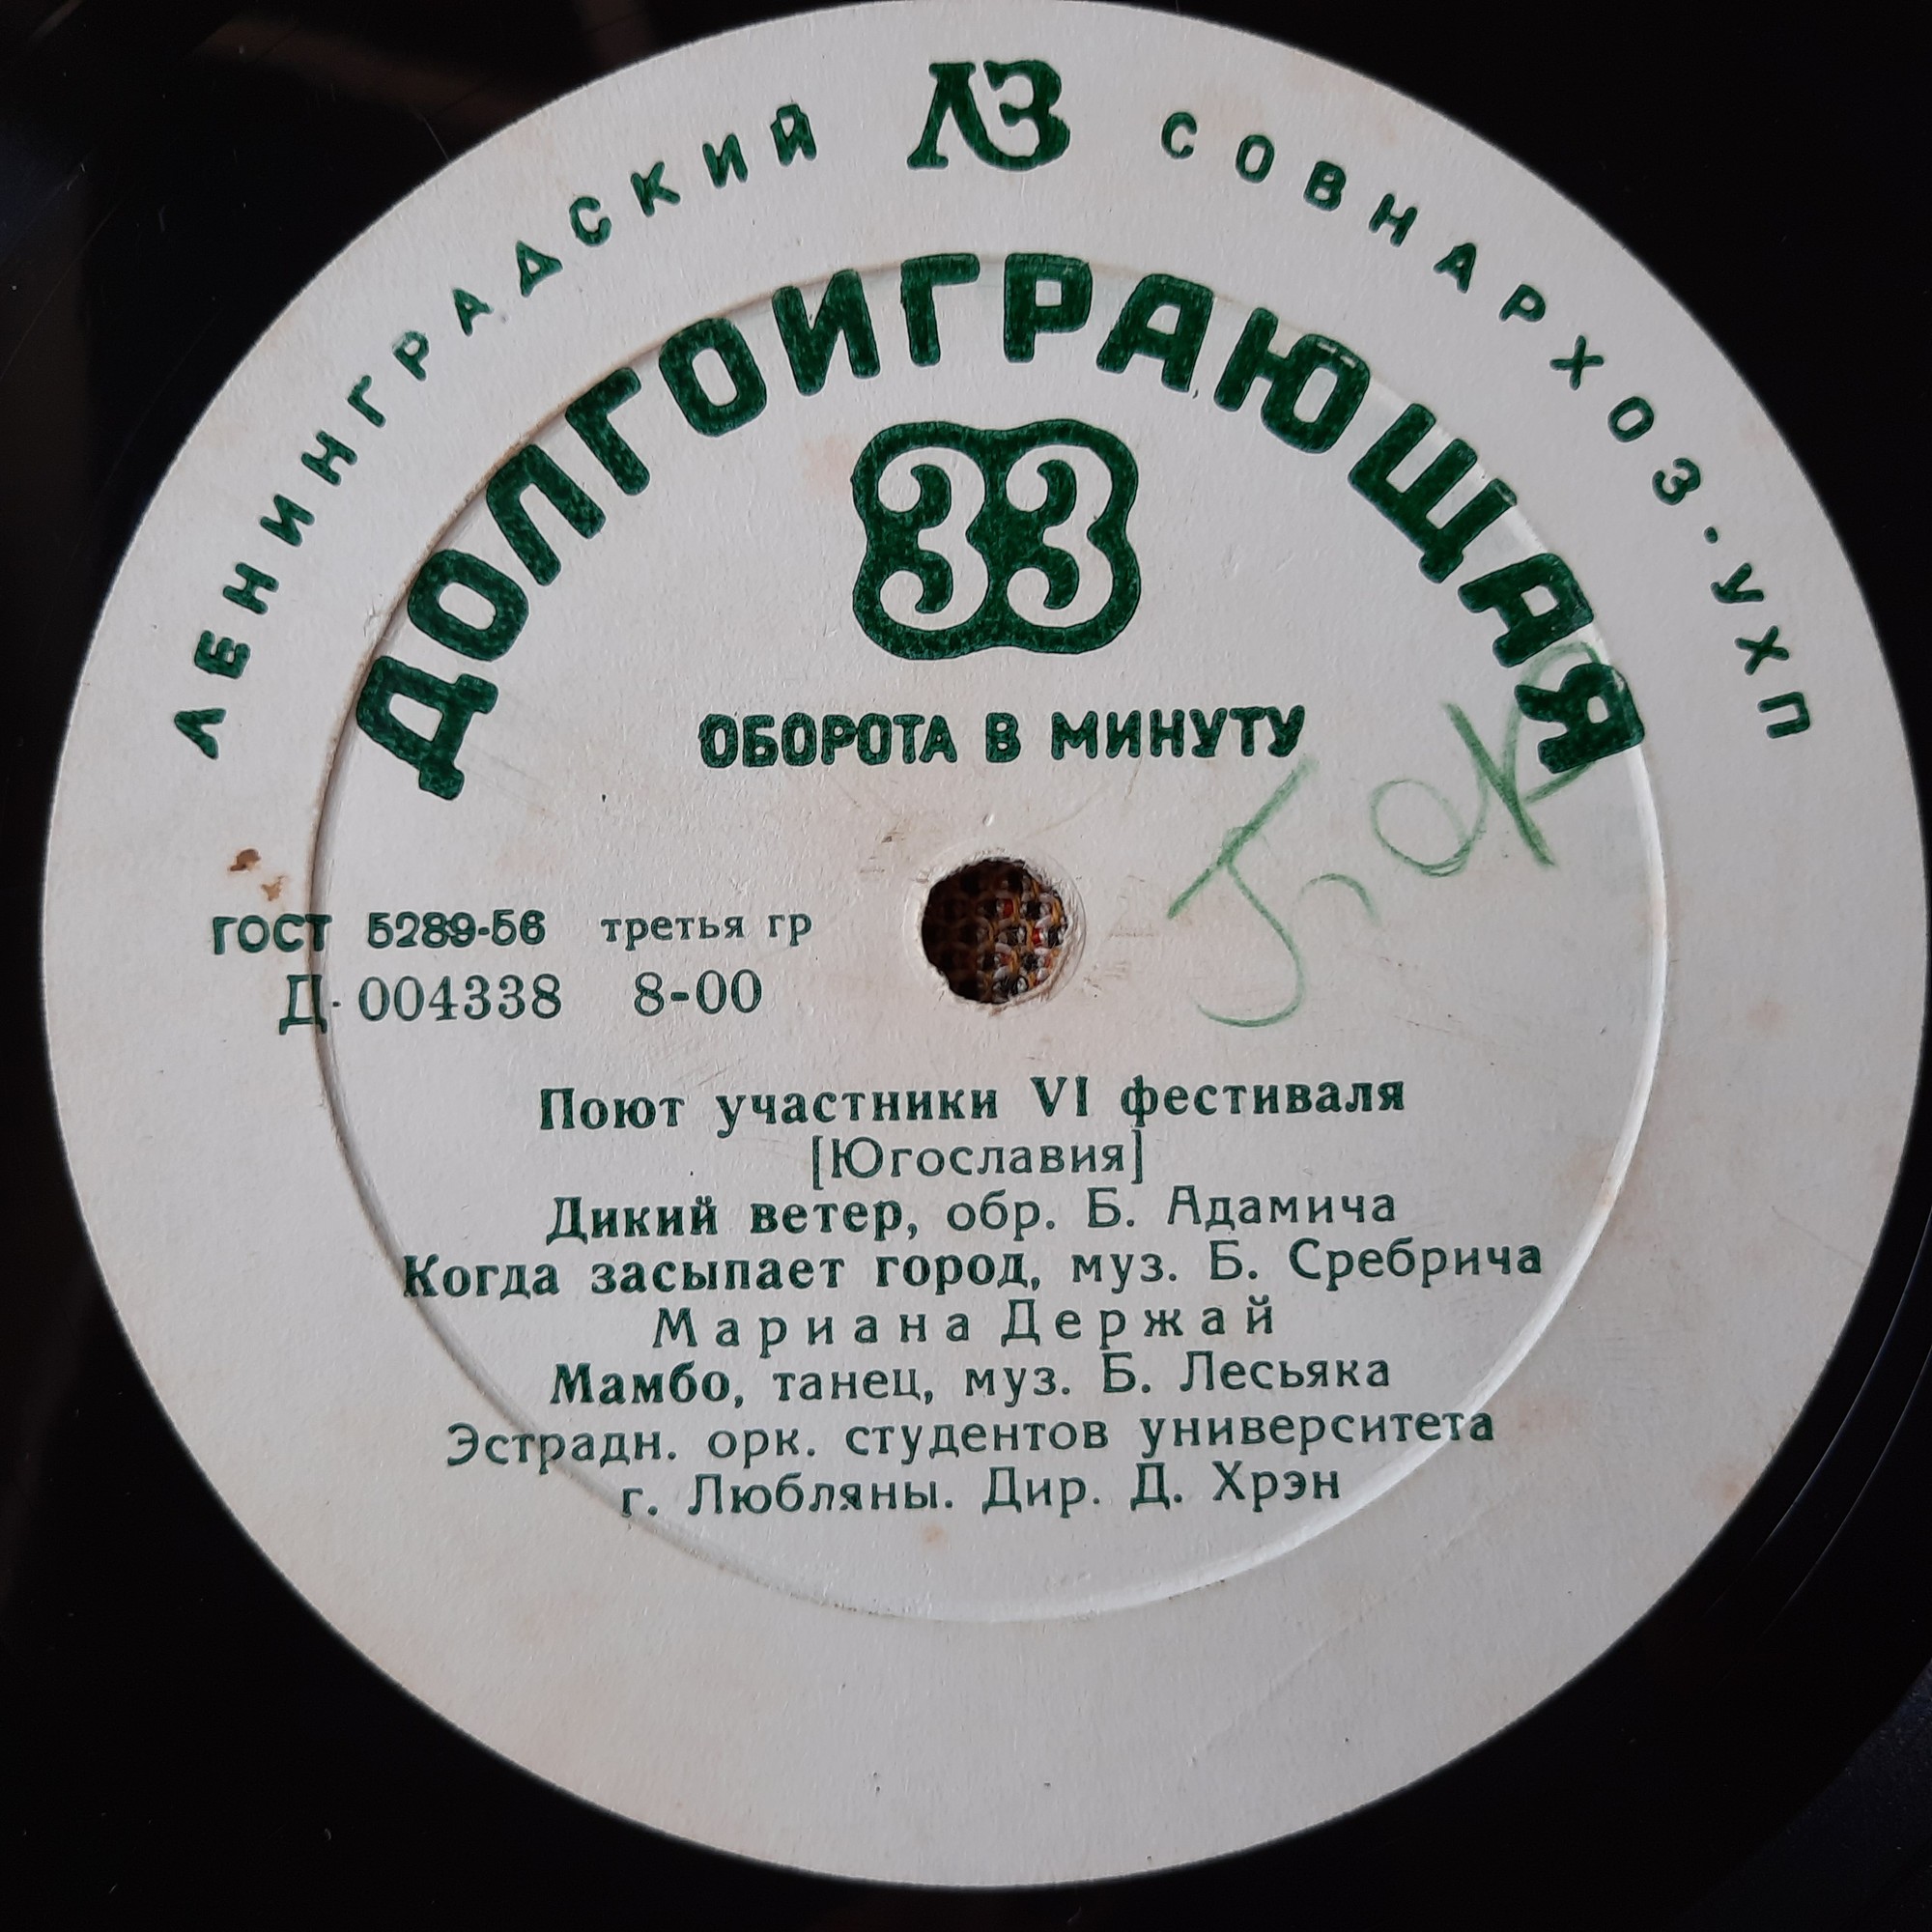 ЛЕНИНГРАДСКИЙ ЛЗ СОВНАРХОЗ-УХП
ДОЛГОИГРАЮЩАЯ
33
ОБОРОТА В МИНУТУ
ГОСТ 5289-56 третья гр
Д-004338 8-00
Поют участники VI фестиваля
[Югославия]
Дикий ветер, обр. Б. Адамича
Когда засыпает город, муз. Б. Сребрича
Мариана Держай
Мамбо, танец, муз. Б. Лесьяка
Эстрадн. орк. студентов университета
г. Любляны. Дир. Д. Хрэн